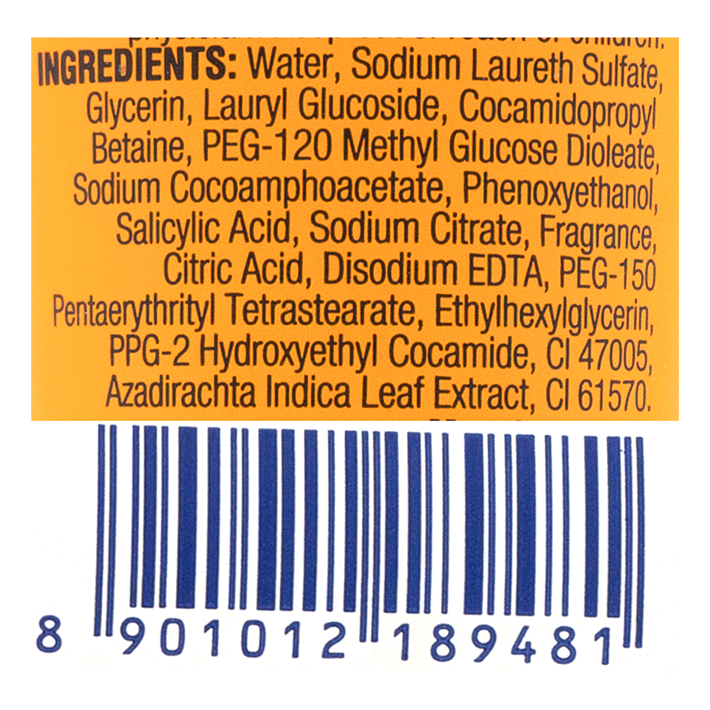 INGREDIENTS: Water, Sodium Laureth Sulfate,
Glycerin, Lauryl Glucoside, Cocamidopropyl
Betaine, PEG-120 Methyl Glucose Dioleate,
Sodium Cocoamphoacetate, Phenoxyethanol,
Salicylic Acid, Sodium Citrate, Fragrance,
Citric Acid, Disodium EDTA, PEG-150
Pentaerythrityl Tetrastearate, Ethylhexylglycerin,
PPG-2 Hydroxyethyl Cocamide, CI 47005,
Azadirachta Indica Leaf Extract, CI 61570.
8 901012 189481